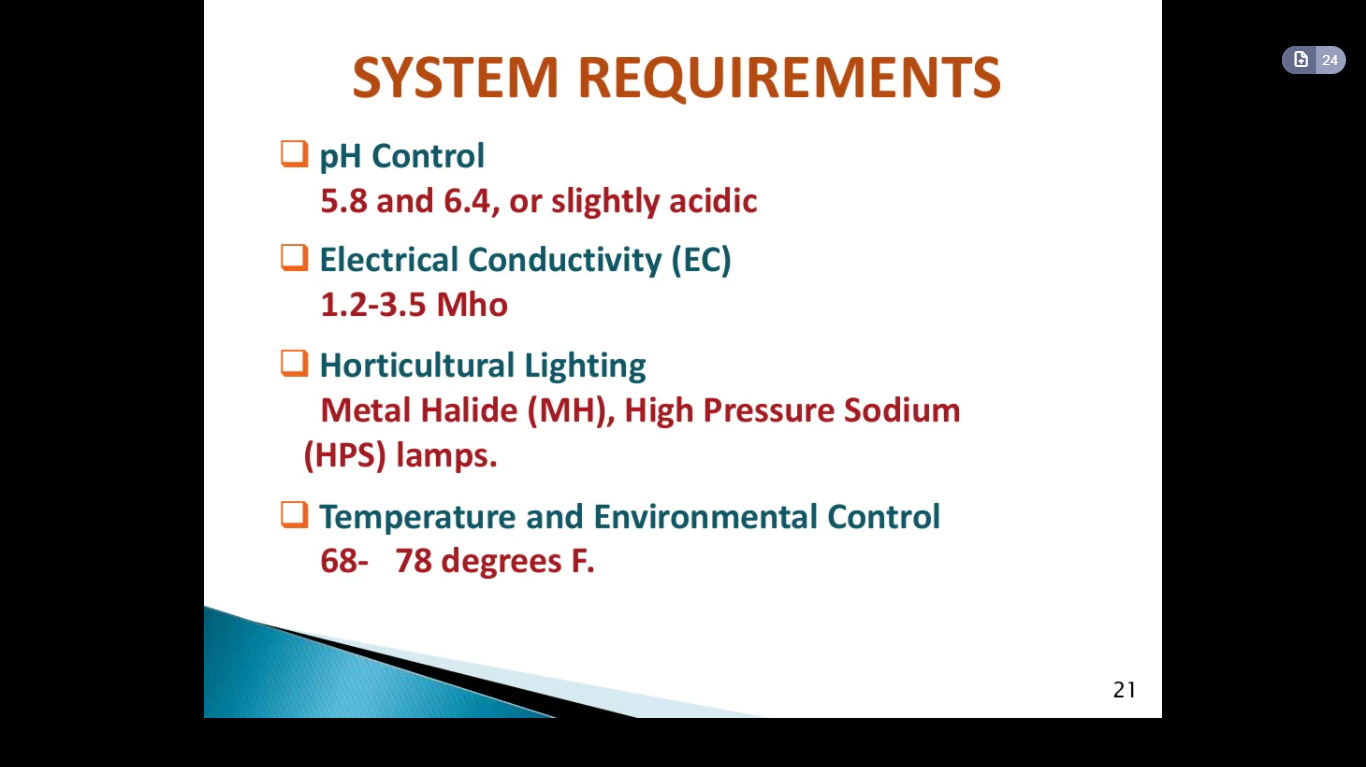 24
SYSTEM REQUIREMENTS
pH Control
5.8 and 6.4, or slightly acidic
Electrical Conductivity (EC)
1.2-3.5 Mho
Horticultural Lighting
Metal Halide (MH), High Pressure Sodium
(HPS) lamps.
Temperature and Environmental Control
68- 78 degrees F.
21